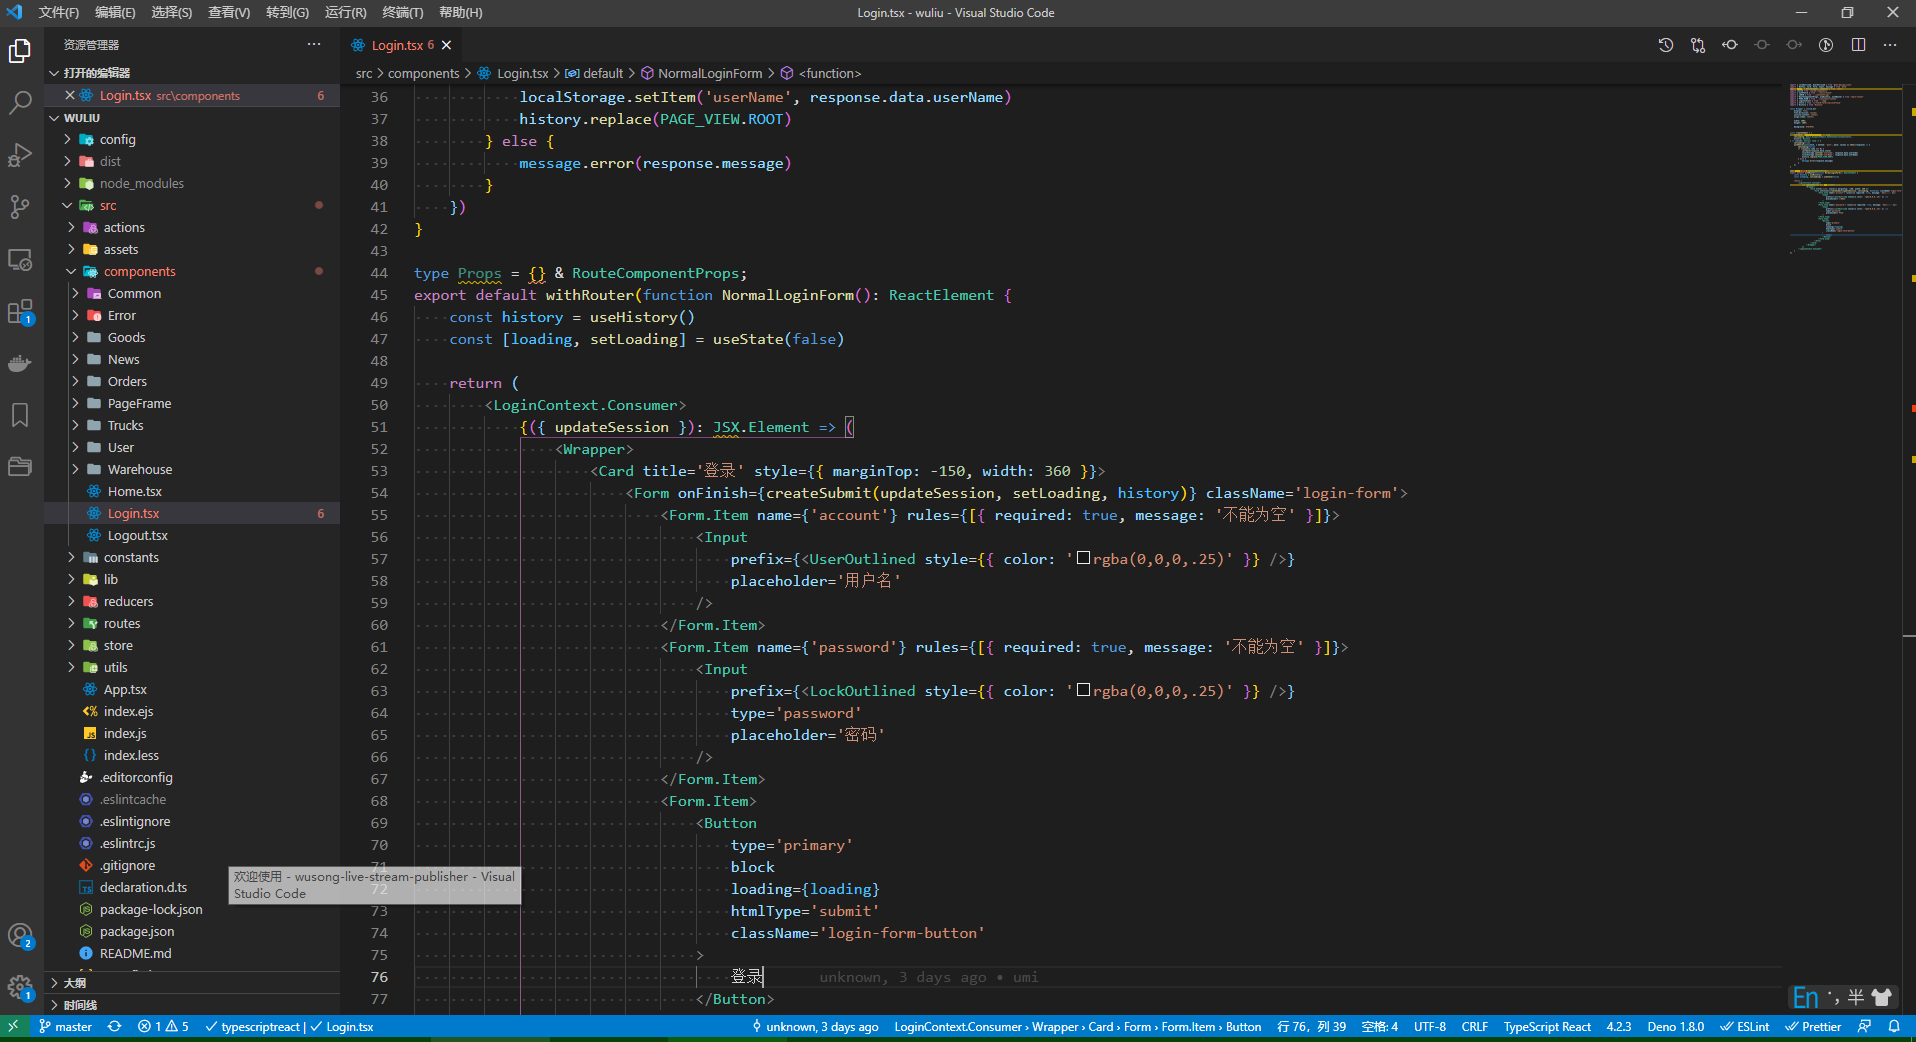 文件(F) 编辑(E) 选择(S) 查看(V) 转到(G) 运行(R) 终端(T) 帮助(H)
Login.tsx - wuliu - Visual Studio Code
资源管理器
打开的编辑器
Login.tsx src\components 6
WULIU
config
dist
node_modules
src
actions
assets
components
Common
Error
Goods
News
Orders
PageFrame
Trucks
User
Warehouse
Home.tsx
Login.tsx 6
Logout.tsx
constants
lib
reducers
routes
store
utils
App.tsx
index.ejs
index.js
index.less
.editorconfig
.eslintcache
.eslintignore
.eslintrc.js
.gitignore
declaration.d.ts
package-lock.json
package.json
README.md
大纲
时间线
1
2
1
Login.tsx 6
src > components > Login.tsx > default > NormalLoginForm > <function>
36 localStorage.setItem('userName', response.data.userName)
37 history.replace(PAGE_VIEW.ROOT)
38 } else {
39 message.error(response.message)
40 }
41 })
42 }
43
44 type Props = {} & RouteComponentProps;
45 export default withRouter(function NormalLoginForm(): ReactElement {
46 const history = useHistory()
47 const [loading, setLoading] = useState(false)
48
49 return (
50 <LoginContext.Consumer>
51 {({ updateSession }): JSX.Element => (
52 <Wrapper>
53 <Card title='登录' style={{ marginTop: -150, width: 360 }}>
54 <Form onFinish={createSubmit(updateSession, setLoading, history)} className='login-form'>
55 <Form.Item name={'account'} rules={[{ required: true, message: '不能为空' }]}>
56 <Input
57 prefix={<UserOutlined style={{ color: 'rgba(0,0,0,.25)' }} />}
58 placeholder='用户名'
59 />
60 </Form.Item>
61 <Form.Item name={'password'} rules={[{ required: true, message: '不能为空' }]}>
62 <Input
63 prefix={<LockOutlined style={{ color: 'rgba(0,0,0,.25)' }} />}
64 type='password'
65 placeholder='密码'
66 />
67 </Form.Item>
68 <Form.Item>
69 <Button
70 type='primary'
71 block
72 loading={loading}
73 htmlType='submit'
74 className='login-form-button'
75 >
76 登录 unknown, 3 days ago • umi
77 </Button>
欢迎使用 - wusong-live-stream-publisher - Visual
Studio Code
En 半
master 1 5 typescriptreact | Login.tsx unknown, 3 days ago LoginContext.Consumer › Wrapper › Card › Form › Form.Item › Button 行 76，列 39 空格: 4 UTF-8 CRLF TypeScript React 4.2.3 Deno 1.8.0 ESLint Prettier